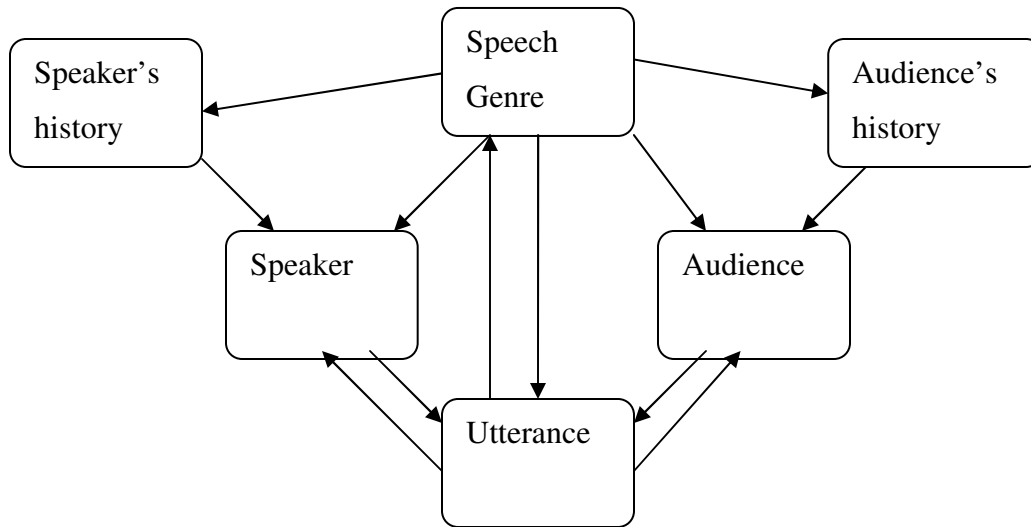 Speaker’s
history
Speech
Genre
Audience’s
history
Speaker
Audience
Utterance